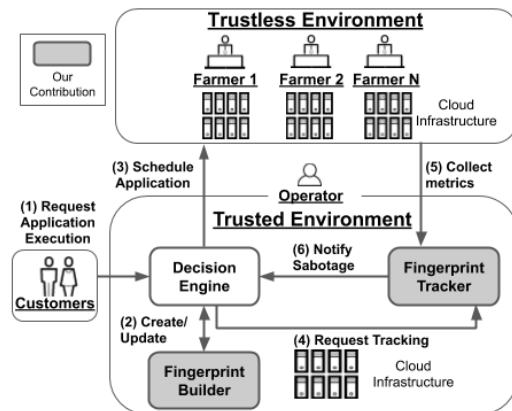 Trustless Environment
Our
Contribution
Farmer 1
Farmer 2
Farmer N
Cloud
Infrastructure
(3) Schedule
Application
(5) Collect
metrics
Operator
(1) Request
Application
Execution
Trusted Environment
Customers
Decision
Engine
(6) Notify
Sabotage
Fingerprint
Tracker
(2) Create/
Update
(4) Request Tracking
Fingerprint
Builder
Cloud
Infrastructure